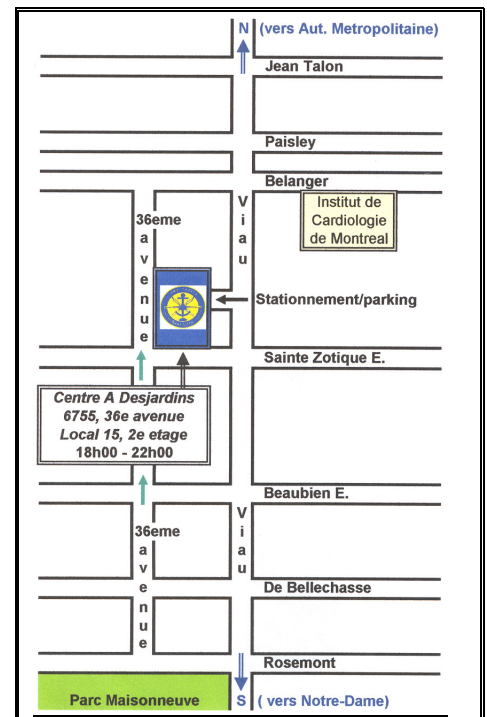 N (vers Aut. Metropolitaine)
Jean Talon
Paisley
Belanger
Institut de
Cardiologie
de Montreal
Viau
36eme
avenue
Stationnement/parking
Sainte Zotique E.
Centre A Desjardins
6755, 36e avenue
Local 15, 2e etage
18h00 - 22h00
Beaubien E.
Viau
36eme
avenue
De Bellechasse
Rosemont
Parc Maisonneuve
S ( vers Notre-Dame)